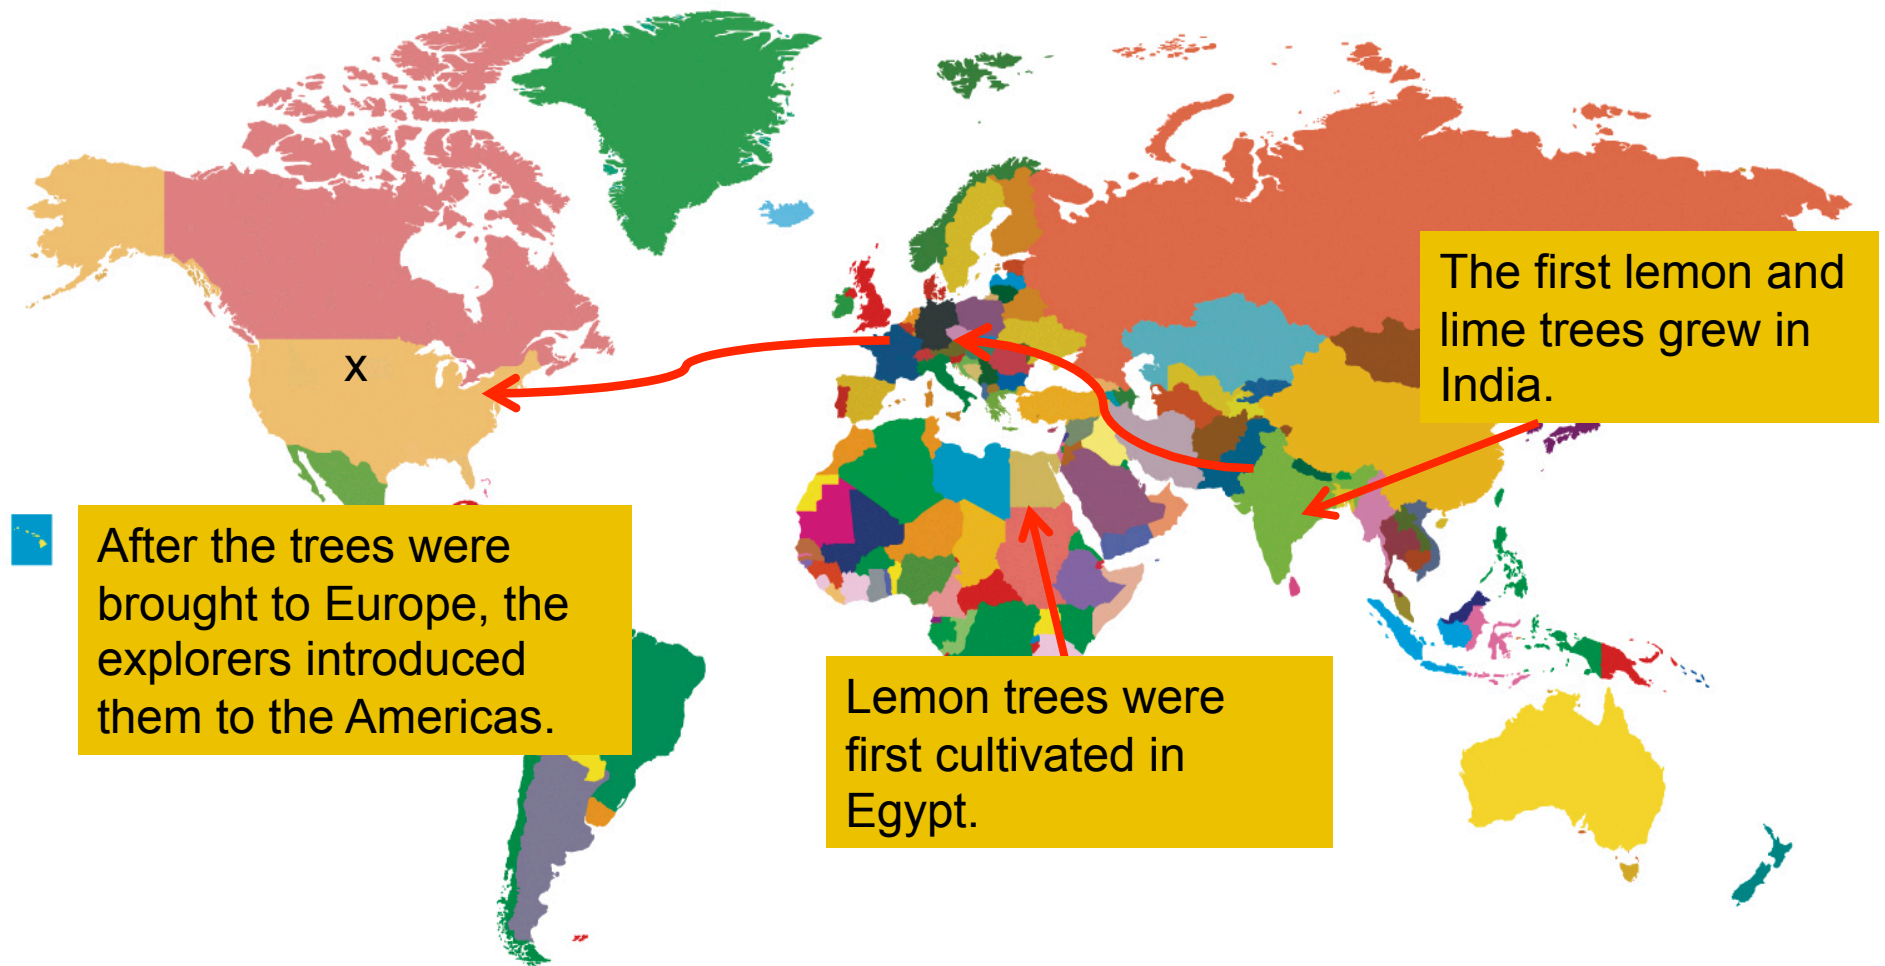 The first lemon and
lime trees grew in
India.
x
After the trees were
brought to Europe, the
explorers introduced
them to the Americas.
Lemon trees were
first cultivated in
Egypt.